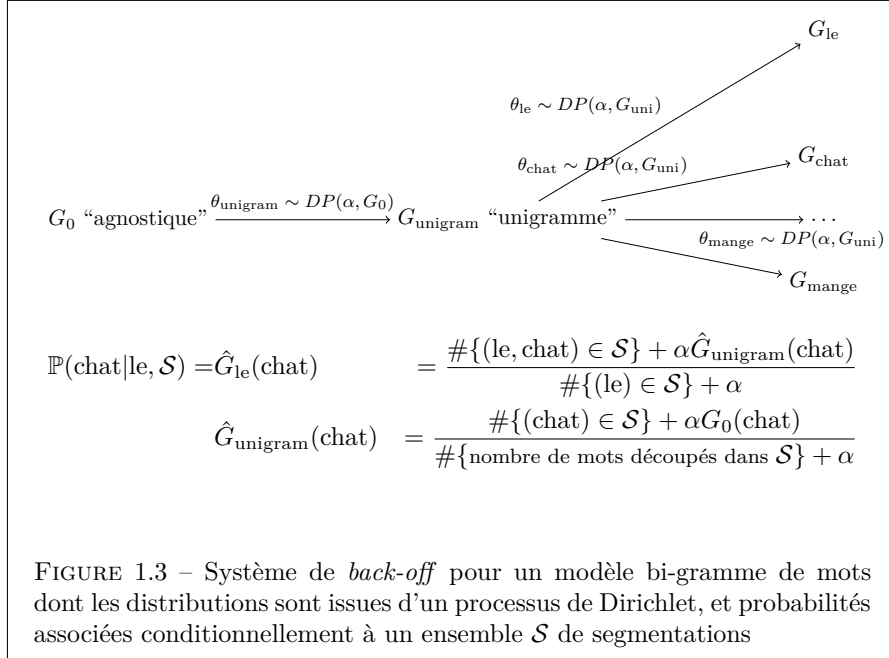 G_le
θ_le ∼ DP(α, G_uni)
θ_chat ∼ DP(α, G_uni)
G_chat
θ_unigram ∼ DP(α, G_0)
G_0 “agnostique” G_unigram “unigramme” …
θ_mange ∼ DP(α, G_uni)
G_mange
ℙ(chat|le, 𝒮) = Ĝ_le(chat) = (#{(le, chat) ∈ 𝒮} + αĜ_unigram(chat)) / (#{(le) ∈ 𝒮} + α)
Ĝ_unigram(chat) = (#{(chat) ∈ 𝒮} + αG_0(chat)) / (#{nombre de mots découpés dans 𝒮} + α)
FIGURE 1.3 – Système de back-off pour un modèle bi-gramme de mots
dont les distributions sont issues d’un processus de Dirichlet, et probabilités
associées conditionnellement à un ensemble 𝒮 de segmentations